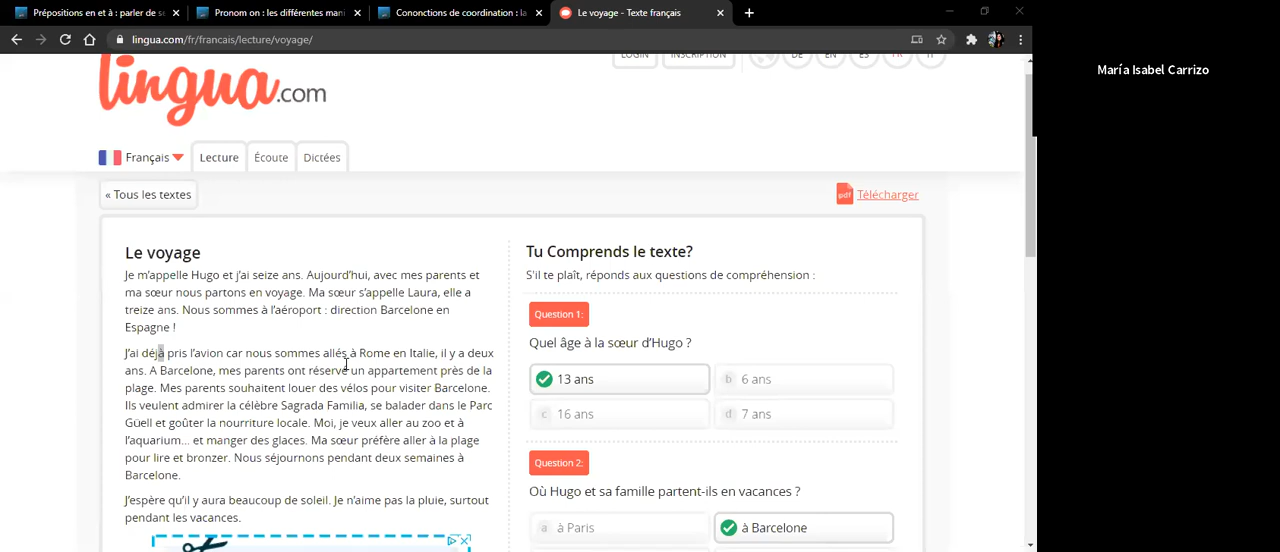 Prépositions en et à : parler de se
Pronom on : les différentes mani
Cononctions de coordination : la
Le voyage - Texte français
lingua.com/fr/francais/lecture/voyage/
María Isabel Carrizo
LOGIN
INSCRIPTION
DE
EN
ES
FR
IT
lingua.com
Français
Lecture
Écoute
Dictées
« Tous les textes
pdf
Télécharger
Le voyage
Je m'appelle Hugo et j'ai seize ans. Aujourd'hui, avec mes parents et
ma sœur nous partons en voyage. Ma sœur s'appelle Laura, elle a
treize ans. Nous sommes à l'aéroport : direction Barcelone en
Espagne !
J'ai déjà pris l'avion car nous sommes allés à Rome en Italie, il y a deux
ans. A Barcelone, mes parents ont réservé un appartement près de la
plage. Mes parents souhaitent louer des vélos pour visiter Barcelone.
Ils veulent admirer la célèbre Sagrada Familia, se balader dans le Parc
Güell et goûter la nourriture locale. Moi, je veux aller au zoo et à
l'aquarium... et manger des glaces. Ma sœur préfère aller à la plage
pour lire et bronzer. Nous séjournons pendant deux semaines à
Barcelone.
J'espère qu'il y aura beaucoup de soleil. Je n'aime pas la pluie, surtout
pendant les vacances.
Tu Comprends le texte?
S'il te plaît, réponds aux questions de compréhension :
Question 1:
Quel âge à la sœur d'Hugo ?
13 ans
b 6 ans
c 16 ans
d 7 ans
Question 2:
Où Hugo et sa famille partent-ils en vacances ?
a à Paris
à Barcelone